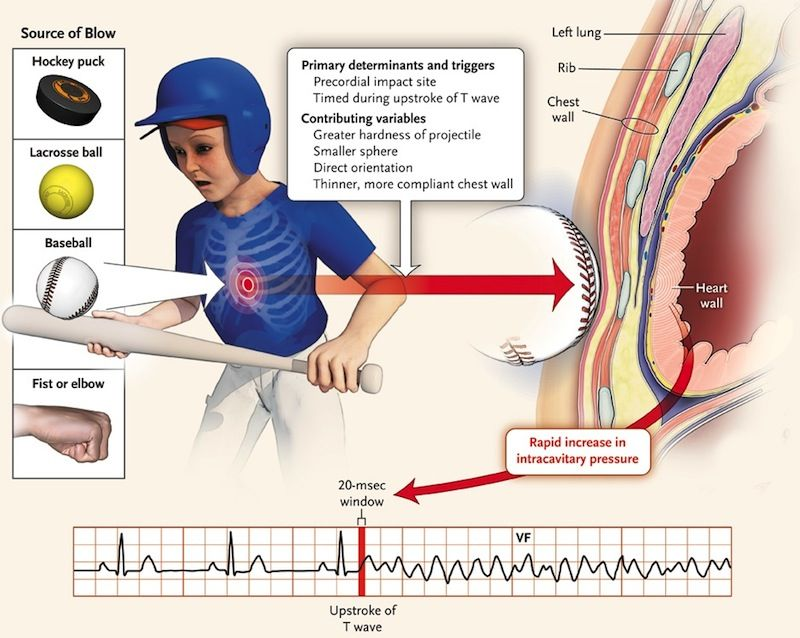 Source of Blow
Hockey puck
Lacrosse ball
Baseball
Fist or elbow
Primary determinants and triggers
Precordial impact site
Timed during upstroke of T wave
Contributing variables
Greater hardness of projectile
Smaller sphere
Direct orientation
Thinner, more compliant chest wall
Left lung
Rib
Chest
wall
Heart
wall
Rapid increase in
intracavitary pressure
20-msec
window
VF
Upstroke of
T wave